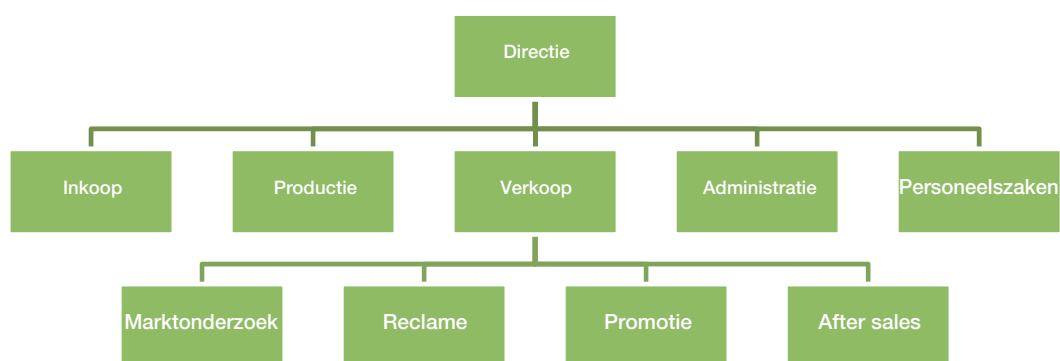 Directie
Inkoop
Productie
Verkoop
Administratie
Personeelszaken
Marktonderzoek
Reclame
Promotie
After sales